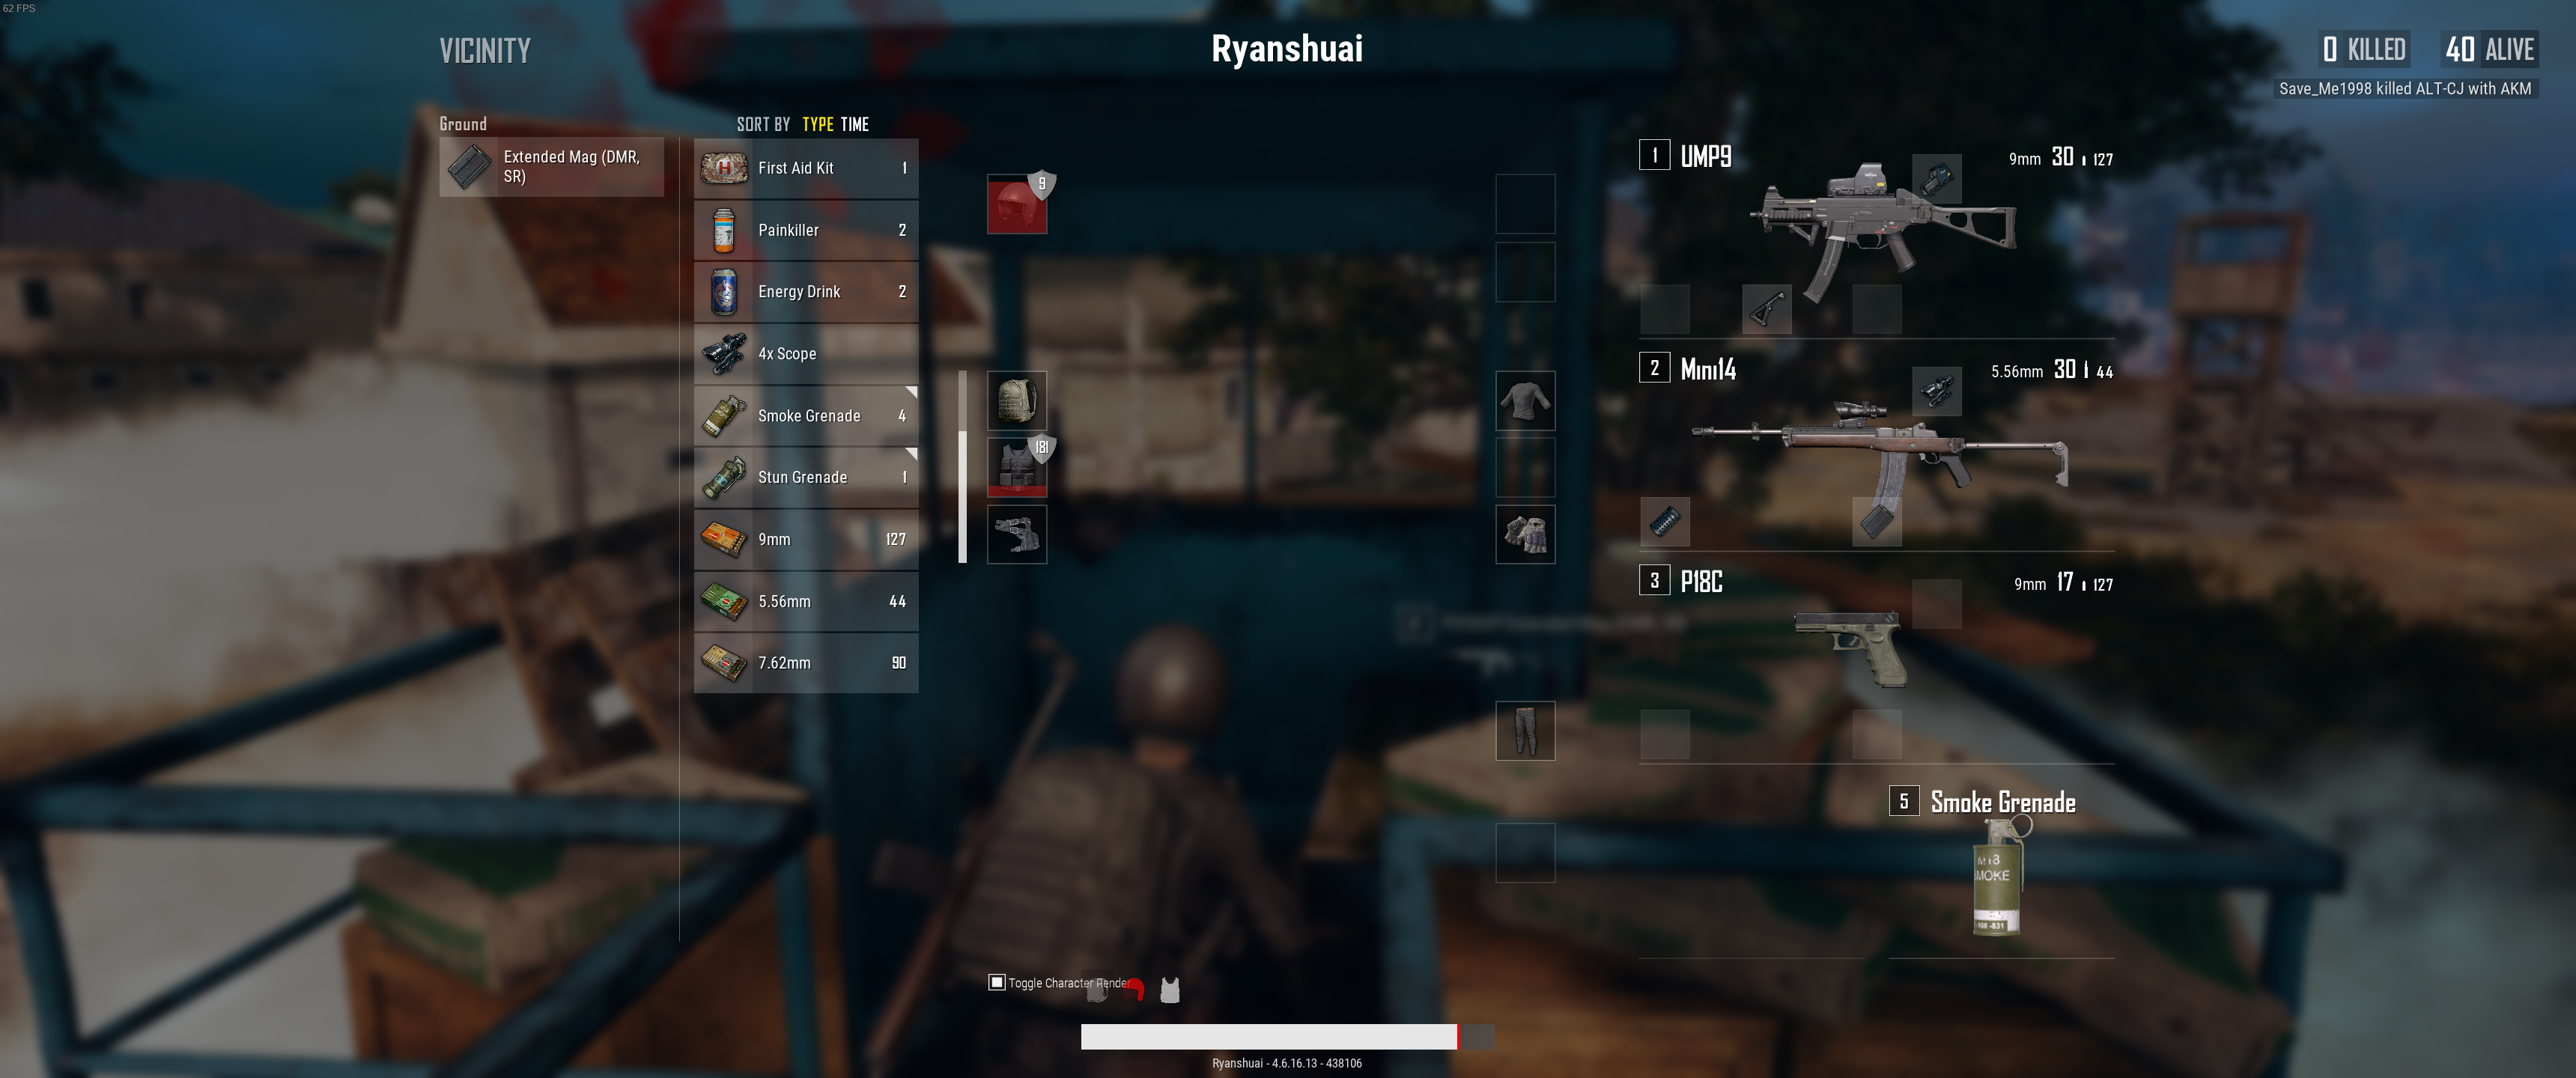 62 FPS
VICINITY
Ryanshuai
0 KILLED
40 ALIVE
Save_Me1998 killed ALT-CJ with AKM
Ground
Extended Mag (DMR,
SR)
SORT BY TYPE TIME
First Aid Kit 1
Painkiller 2
Energy Drink 2
4x Scope
Smoke Grenade 4
Stun Grenade 1
9mm 127
5.56mm 44
7.62mm 90
9
181
1 UMP9 9mm 30 127
2 Mini14 5.56mm 30 44
3 P18C 9mm 17 127
5 Smoke Grenade
SMOKE
Toggle Character Render
Ryanshuai - 4.6.16.13 - 438106